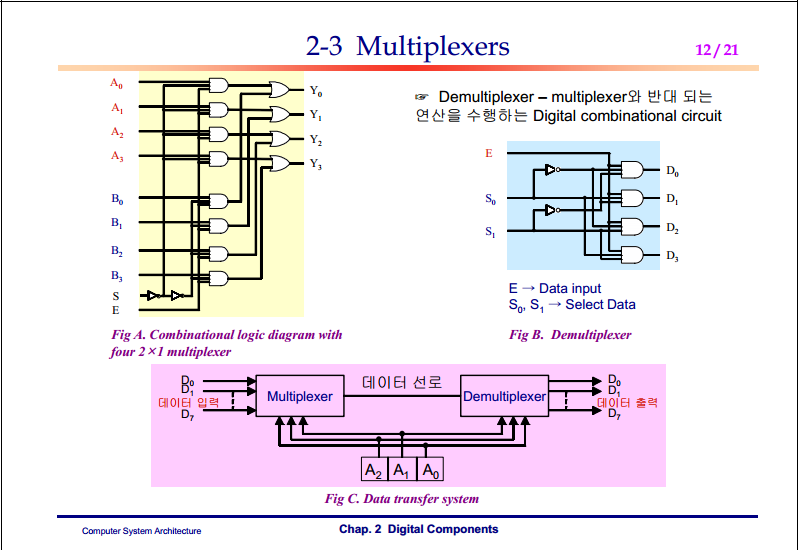 2-3 Multiplexers
12 / 21
A0
A1
A2
A3
B0
B1
B2
B3
S
E
Y0
Y1
Y2
Y3
Fig A. Combinational logic diagram with
four 2×1 multiplexer
☞ Demultiplexer – multiplexer와 반대 되는
연산을 수행하는 Digital combinational circuit
E
S0
S1
D0
D1
D2
D3
E → Data input
S0, S1 → Select Data
Fig B. Demultiplexer
D0
D1
데이터 입력
D7
Multiplexer
데이터 선로
Demultiplexer
D0
D1
데이터 출력
D7
A2 A1 A0
Fig C. Data transfer system
Computer System Architecture
Chap. 2 Digital Components